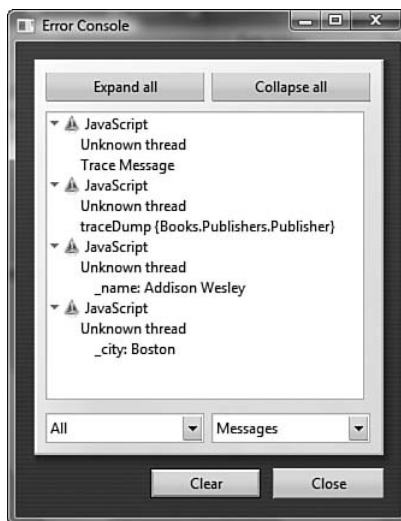 Error Console
Expand all
Collapse all
JavaScript
Unknown thread
Trace Message
JavaScript
Unknown thread
traceDump {Books.Publishers.Publisher}
JavaScript
Unknown thread
_name: Addison Wesley
JavaScript
Unknown thread
_city: Boston
All
Messages
Clear
Close